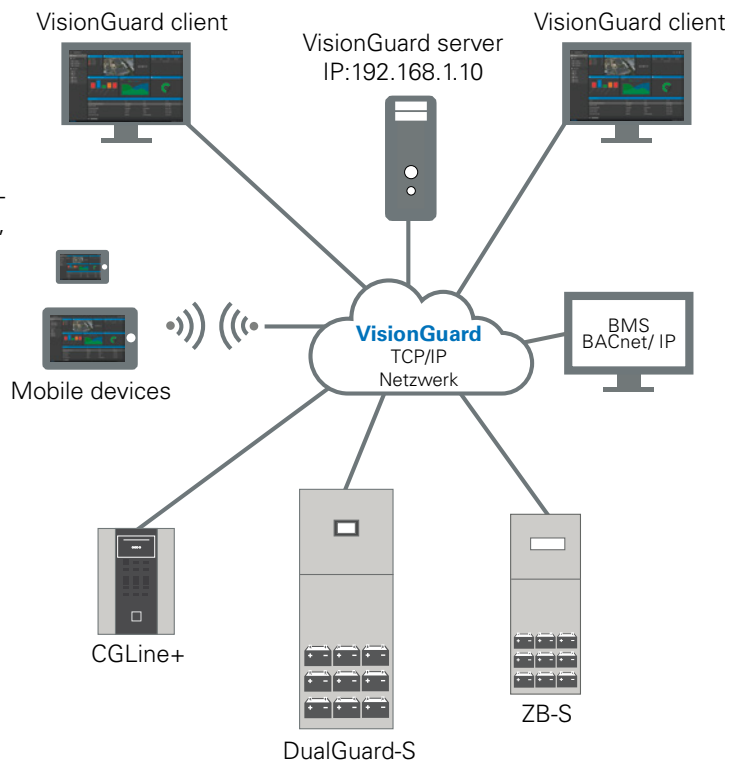 VisionGuard client
VisionGuard server
IP:192.168.1.10
VisionGuard client
Mobile devices
VisionGuard
TCP/IP
Netzwerk
BMS
BACnet/ IP
CGLine+
DualGuard-S
ZB-S